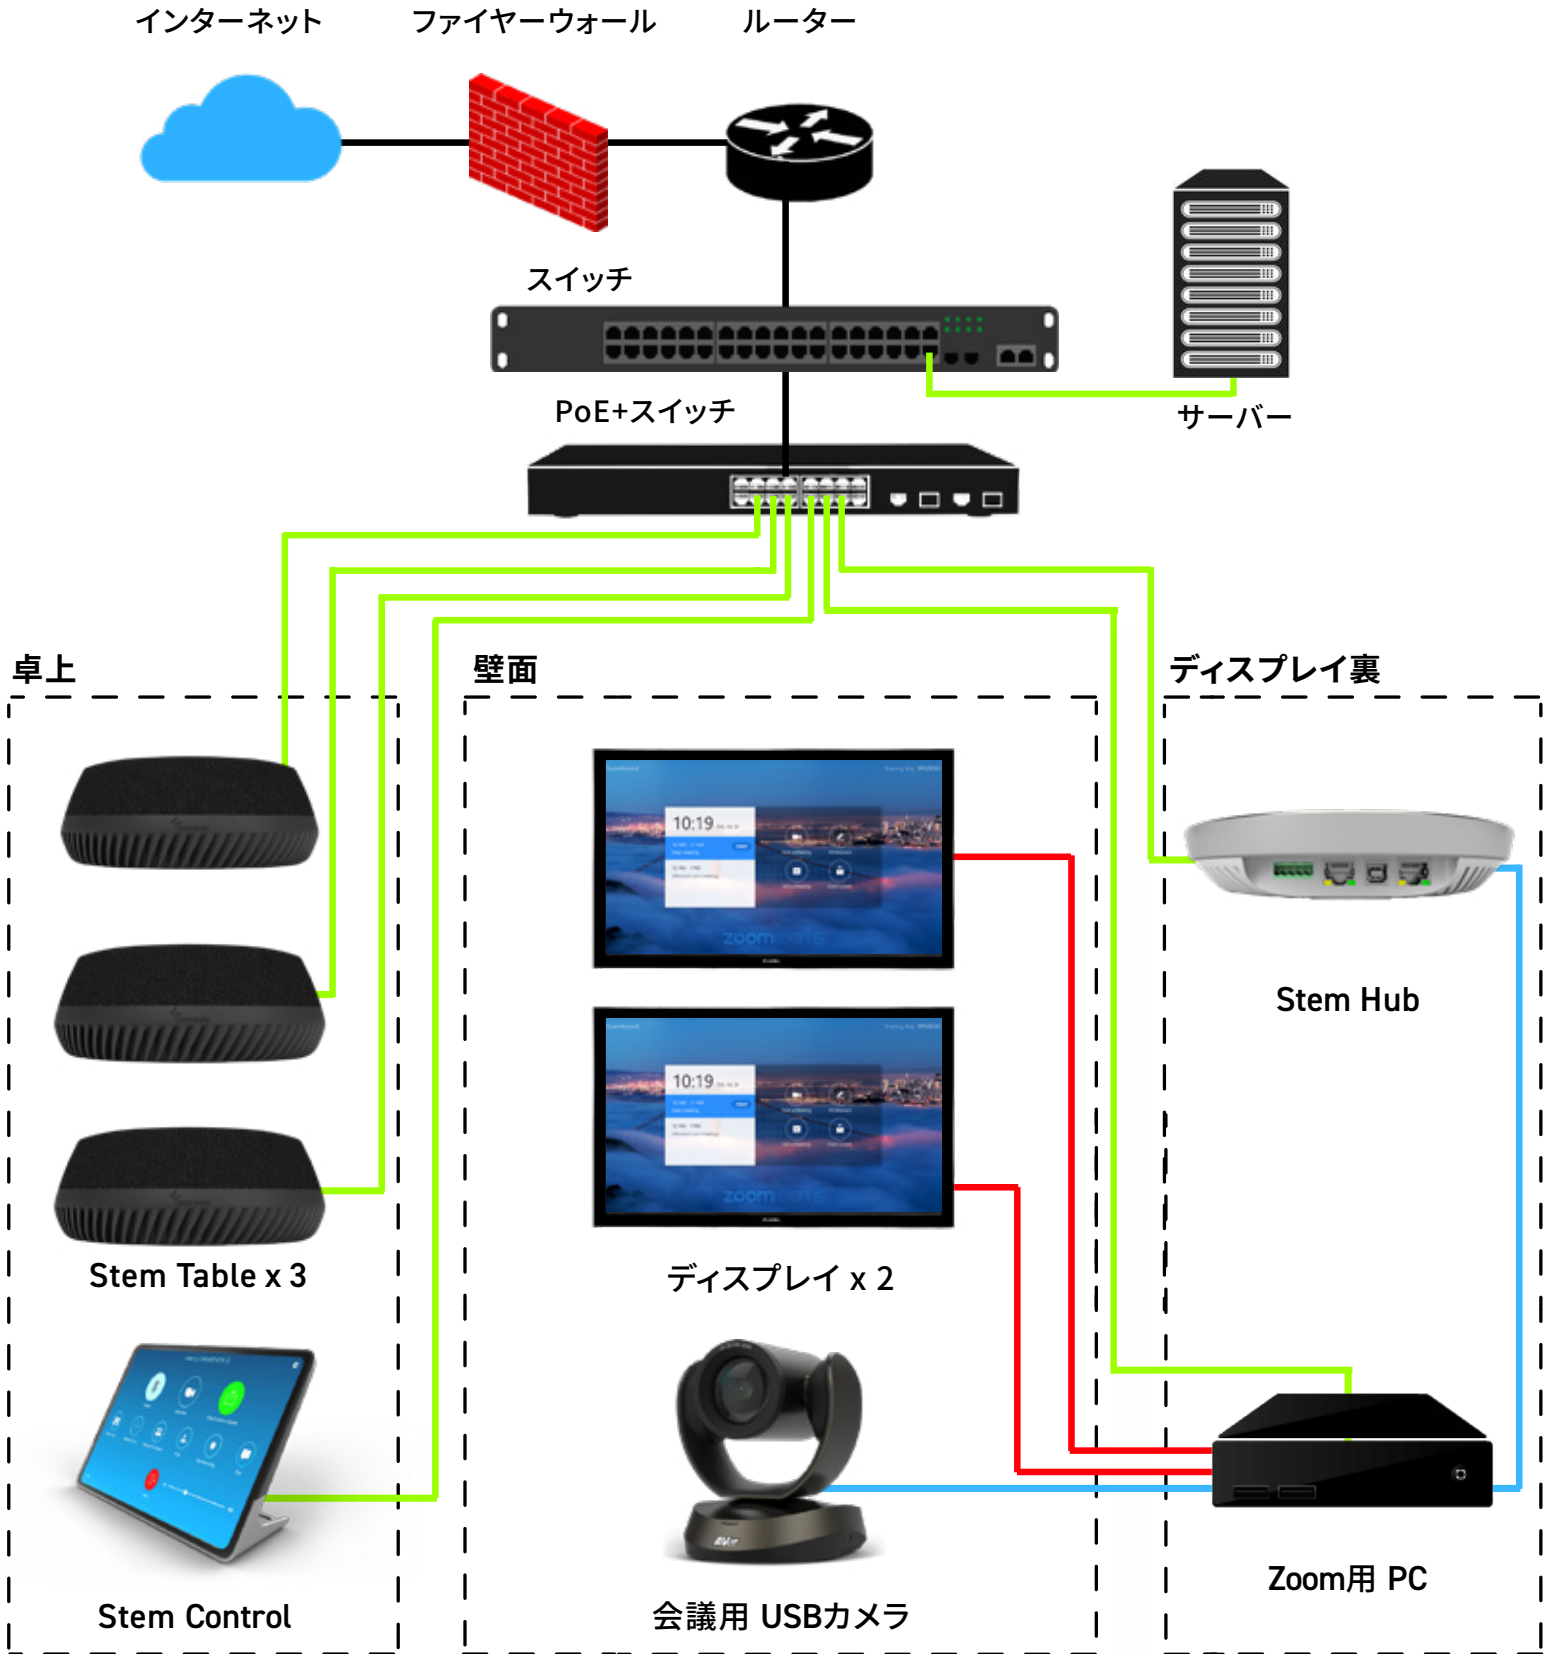 インターネット
ファイヤーウォール
ルーター
スイッチ
PoE+スイッチ
サーバー
卓上
壁面
ディスプレイ裏
10:19
zoomrooms
Stem Hub
10:19
zoomrooms
Stem Table x 3
ディスプレイ x 2
Stem Control
会議用 USBカメラ
Zoom用 PC